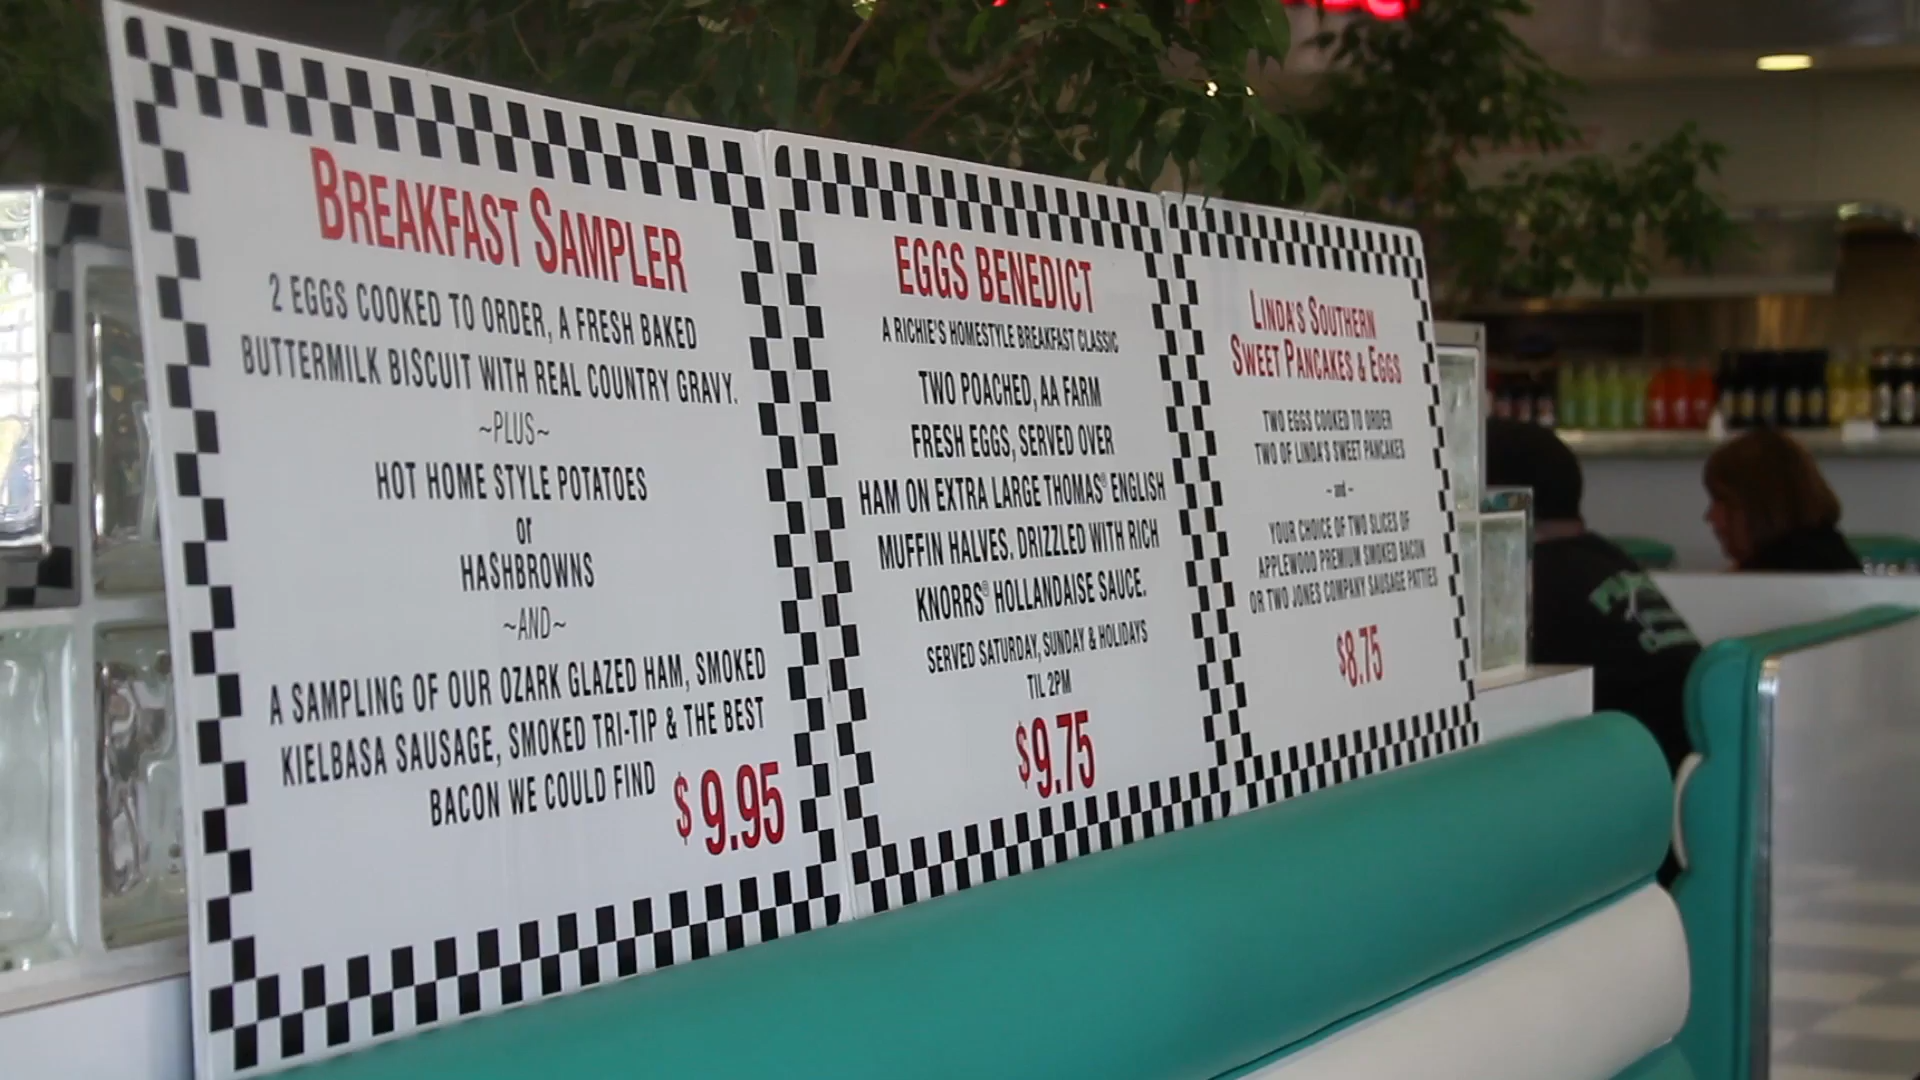 BREAKFAST SAMPLER
2 EGGS COOKED TO ORDER, A FRESH BAKED
BUTTERMILK BISCUIT WITH REAL COUNTRY GRAVY.
~PLUS~
HOT HOME STYLE POTATOES
or
HASHBROWNS
~AND~
A SAMPLING OF OUR OZARK GLAZED HAM, SMOKED
KIELBASA SAUSAGE, SMOKED TRI-TIP & THE BEST
BACON WE COULD FIND
$ 9.95
EGGS BENEDICT
A RICHIE'S HOMESTYLE BREAKFAST CLASSIC
TWO POACHED, AA FARM
FRESH EGGS, SERVED OVER
HAM ON EXTRA LARGE THOMAS® ENGLISH
MUFFIN HALVES. DRIZZLED WITH RICH
KNORRS® HOLLANDAISE SAUCE.
SERVED SATURDAY, SUNDAY & HOLIDAYS
TIL 2PM
$9.75
LINDA'S SOUTHERN
SWEET PANCAKES & EGGS
TWO EGGS COOKED TO ORDER
TWO OF LINDA'S SWEET PANCAKES
~ and ~
YOUR CHOICE OF TWO SLICES OF
APPLEWOOD PREMIUM SMOKED BACON
OR TWO JONES COMPANY SAUSAGE PATTIES
$8.75